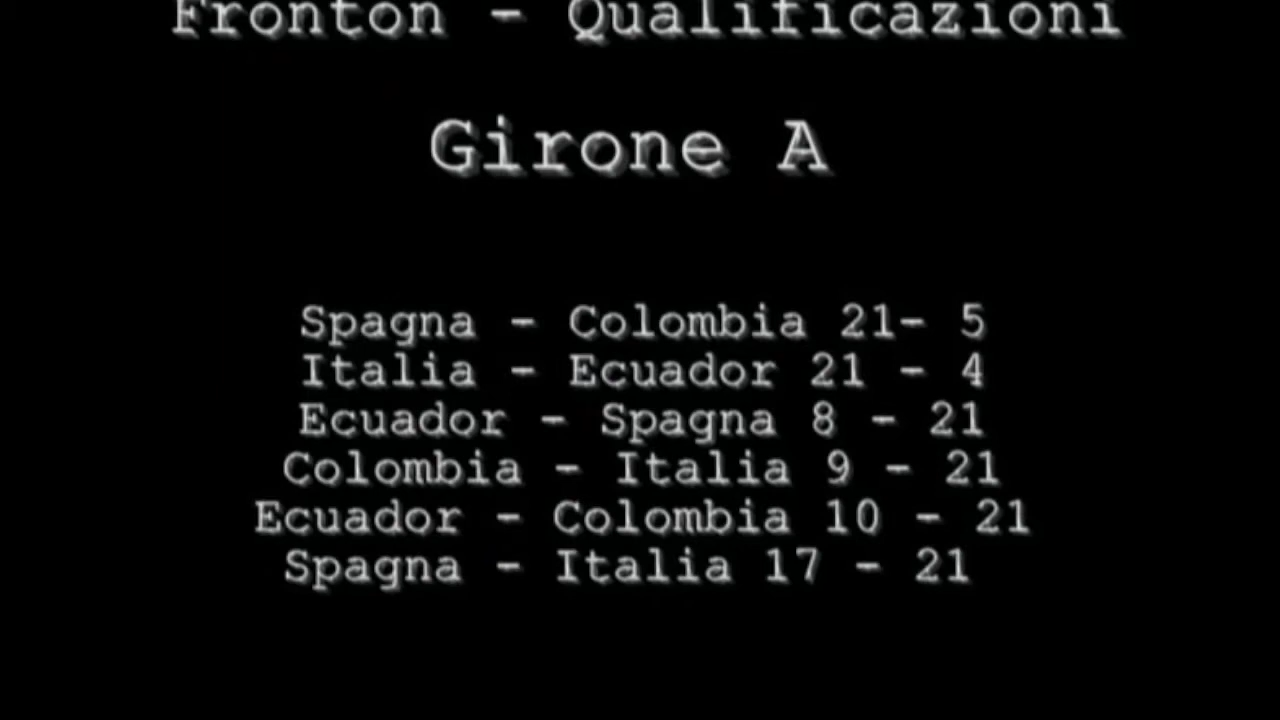 Fronton - Qualificazioni
Girone A
Spagna - Colombia 21- 5
Italia - Ecuador 21 - 4
Ecuador - Spagna 8 - 21
Colombia - Italia 9 - 21
Ecuador - Colombia 10 - 21
Spagna - Italia 17 - 21